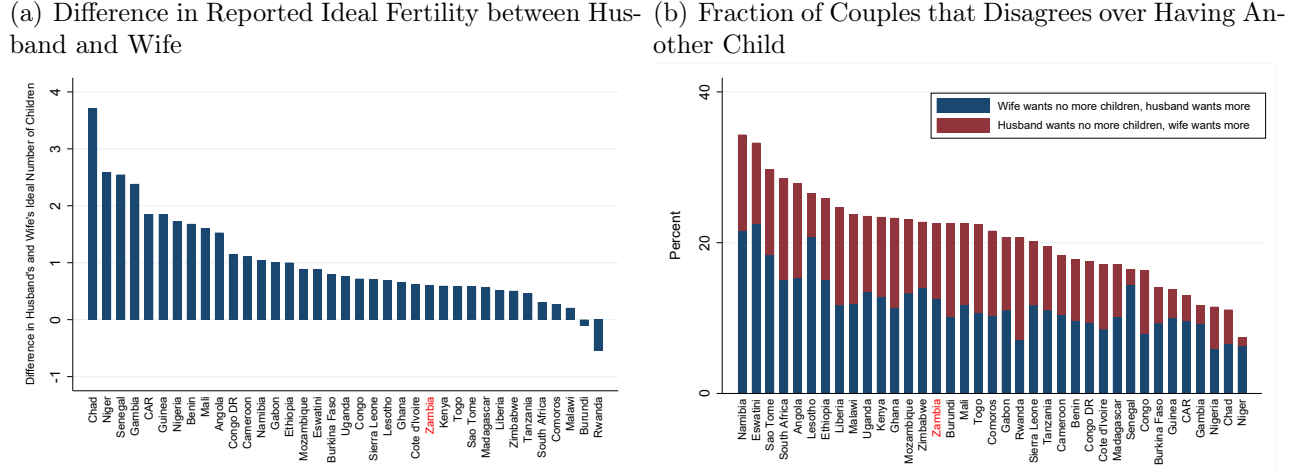 (a) Difference in Reported Ideal Fertility between Hus-
band and Wife
Difference in Husband's and Wife's Ideal Number of Children
4
3
2
1
0
-1
Chad
Niger
Senegal
Gambia
CAR
Guinea
Nigeria
Benin
Mali
Angola
Congo DR
Cameroon
Namibia
Gabon
Ethiopia
Mozambique
Eswatini
Burkina Faso
Uganda
Congo
Sierra Leone
Lesotho
Ghana
Cote d'Ivoire
Zambia
Kenya
Togo
Sao Tome
Madagascar
Liberia
Zimbabwe
Tanzania
South Africa
Comoros
Malawi
Burundi
Rwanda
(b) Fraction of Couples that Disagrees over Having An-
other Child
Wife wants no more children, husband wants more
Husband wants no more children, wife wants more
Percent
40
20
0
Namibia
Eswatini
Sao Tome
South Africa
Angola
Lesotho
Ethiopia
Liberia
Malawi
Uganda
Kenya
Ghana
Mozambique
Zimbabwe
Zambia
Burundi
Mali
Togo
Comoros
Gabon
Rwanda
Sierra Leone
Tanzania
Cameroon
Benin
Congo DR
Cote d'Ivoire
Madagascar
Senegal
Congo
Burkina Faso
Guinea
CAR
Gambia
Nigeria
Chad
Niger